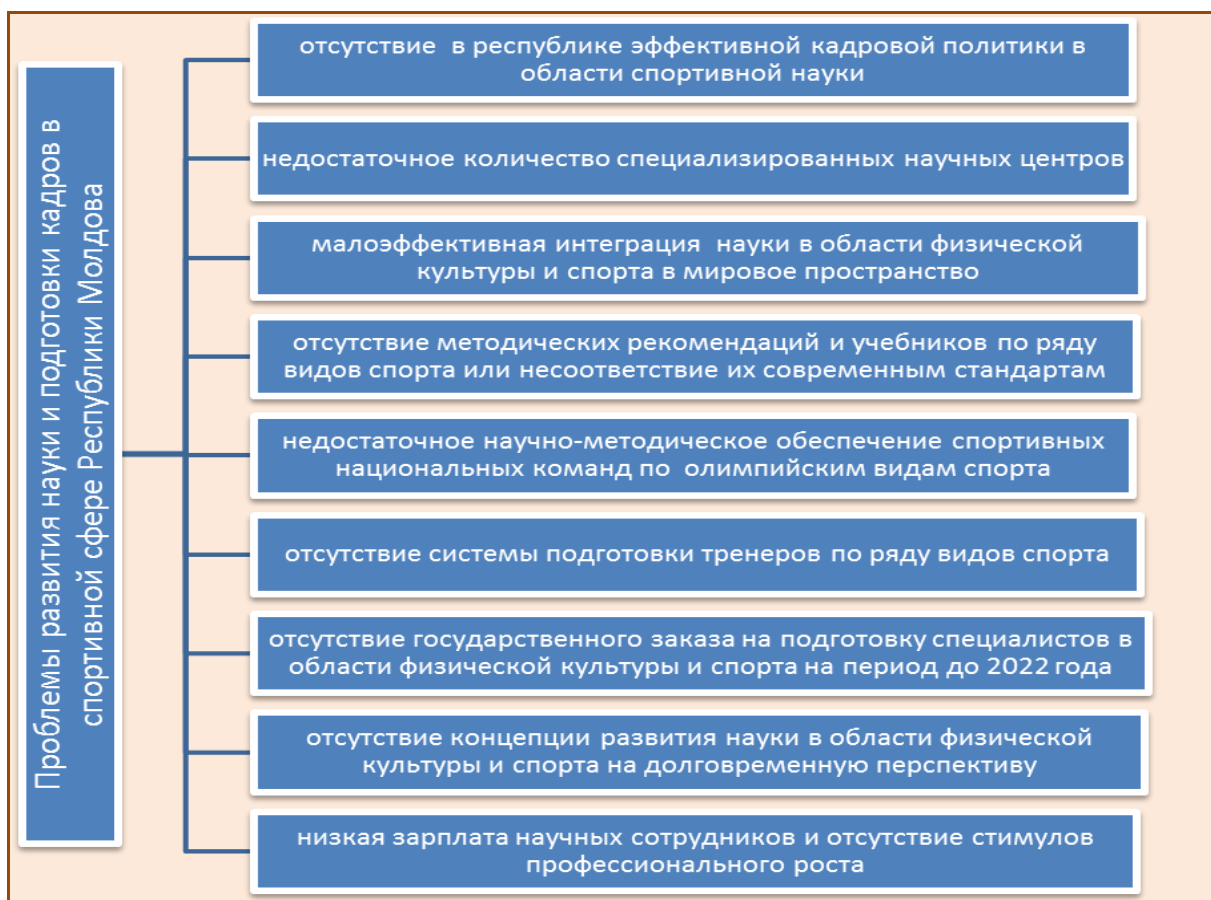 Проблемы развития науки и подготовки кадров в
спортивной сфере Республики Молдова
отсутствие в республике эффективной кадровой политики в
области спортивной науки
недостаточное количество специализированных научных центров
малоэффективная интеграция науки в области физической
культуры и спорта в мировое пространство
отсутствие методических рекомендаций и учебников по ряду
видов спорта или несоответствие их современным стандартам
недостаточное научно-методическое обеспечение спортивных
национальных команд по олимпийским видам спорта
отсутствие системы подготовки тренеров по ряду видов спорта
отсутствие государственного заказа на подготовку специалистов в
области физической культуры и спорта на период до 2022 года
отсутствие концепции развития науки в области физической
культуры и спорта на долговременную перспективу
низкая зарплата научных сотрудников и отсутствие стимулов
профессионального роста